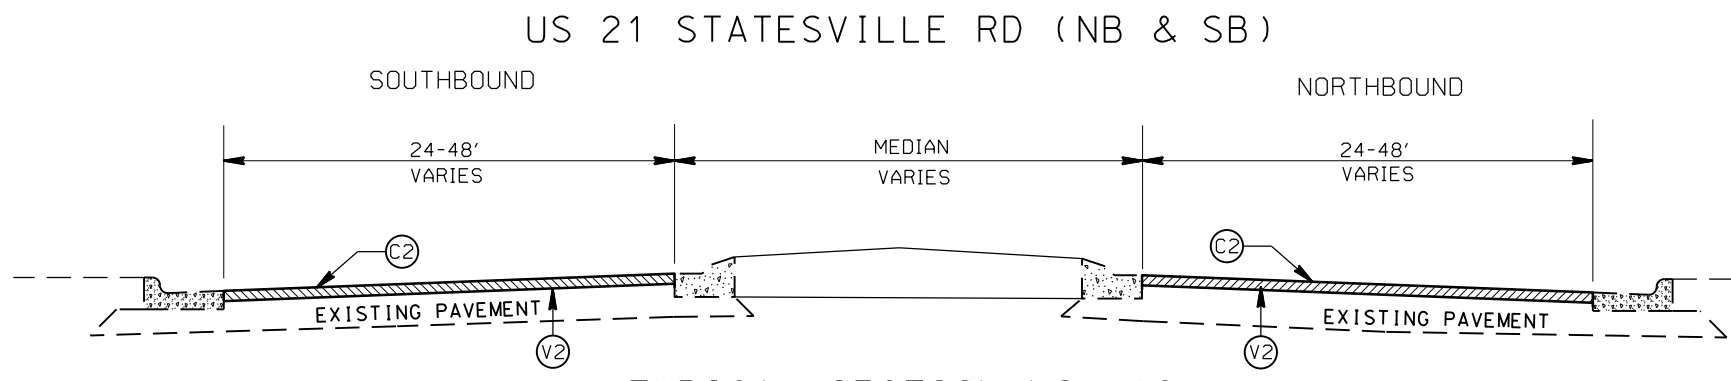 US 21 STATESVILLE RD (NB & SB)
SOUTHBOUND
NORTHBOUND
24-48'
VARIES
MEDIAN
VARIES
24-48'
VARIES
C2
C2
EXISTING PAVEMENT
EXISTING PAVEMENT
V2
V2